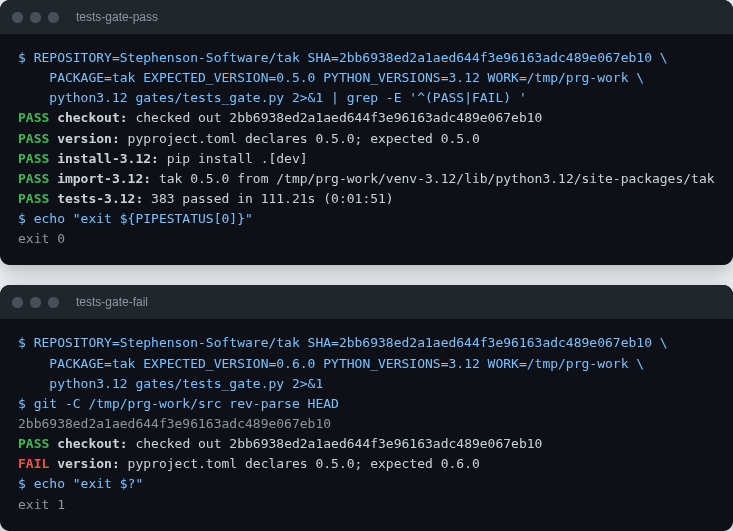 tests-gate-pass
$ REPOSITORY=Stephenson-Software/tak SHA=2bb6938ed2a1aed644f3e96163adc489e067eb10 \
    PACKAGE=tak EXPECTED_VERSION=0.5.0 PYTHON_VERSIONS=3.12 WORK=/tmp/prg-work \
    python3.12 gates/tests_gate.py 2>&1 | grep -E '^(PASS|FAIL) '
PASS checkout: checked out 2bb6938ed2a1aed644f3e96163adc489e067eb10
PASS version: pyproject.toml declares 0.5.0; expected 0.5.0
PASS install-3.12: pip install .[dev]
PASS import-3.12: tak 0.5.0 from /tmp/prg-work/venv-3.12/lib/python3.12/site-packages/tak
PASS tests-3.12: 383 passed in 111.21s (0:01:51)
$ echo "exit ${PIPESTATUS[0]}"
exit 0
tests-gate-fail
$ REPOSITORY=Stephenson-Software/tak SHA=2bb6938ed2a1aed644f3e96163adc489e067eb10 \
    PACKAGE=tak EXPECTED_VERSION=0.6.0 PYTHON_VERSIONS=3.12 WORK=/tmp/prg-work \
    python3.12 gates/tests_gate.py 2>&1
$ git -C /tmp/prg-work/src rev-parse HEAD
2bb6938ed2a1aed644f3e96163adc489e067eb10
PASS checkout: checked out 2bb6938ed2a1aed644f3e96163adc489e067eb10
FAIL version: pyproject.toml declares 0.5.0; expected 0.6.0
$ echo "exit $?"
exit 1